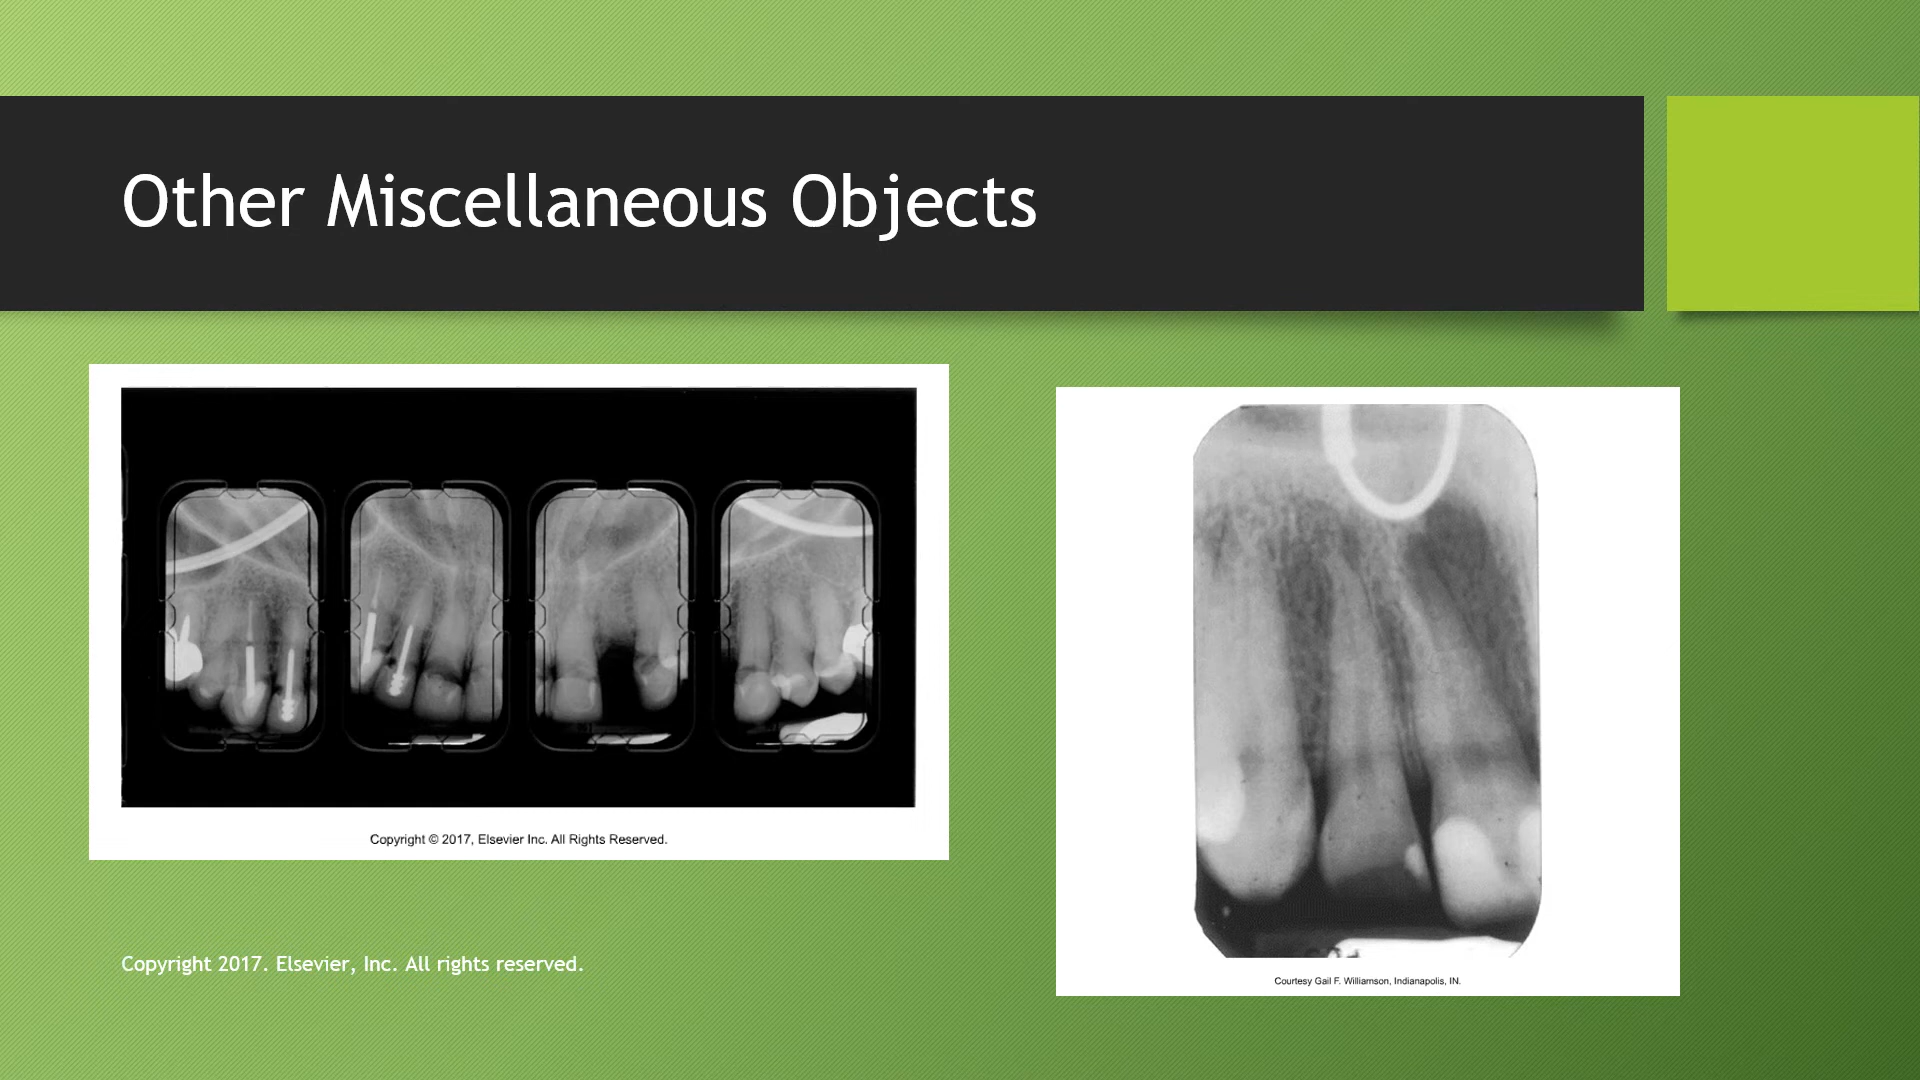 Other Miscellaneous Objects
Copyright © 2017, Elsevier Inc. All Rights Reserved.
Copyright 2017. Elsevier, Inc. All rights reserved.
Courtesy Gail F. Williamson, Indianapolis, IN.